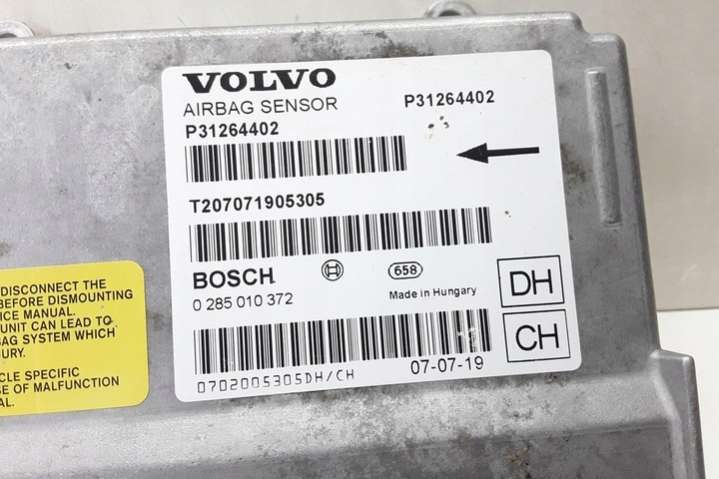 VOLVO
AIRBAG SENSOR
P31264402
P31264402
T207071905305
BOSCH
658
0 285 010 372
Made in Hungary
DH
CH
07-07-19
0702005305DH/CH
DISCONNECT THE
BEFORE DISMOUNTING
ICE MANUAL.
UNIT CAN LEAD TO
BAG SYSTEM WHICH
URY.
CLE SPECIFIC
SE OF MALFUNCTION
AL.